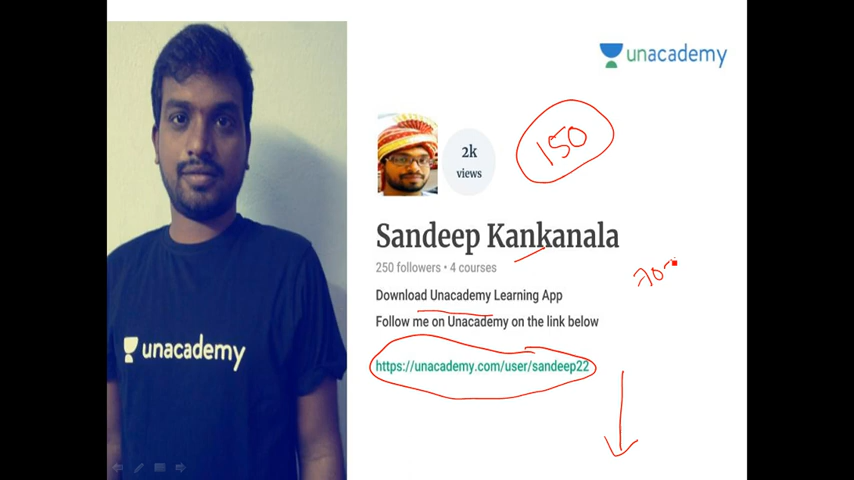 unacademy
150
2k
views
Sandeep Kankanala
250 followers • 4 courses
Download Unacademy Learning App
Follow me on Unacademy on the link below
https://unacademy.com/user/sandeep22
unacademy